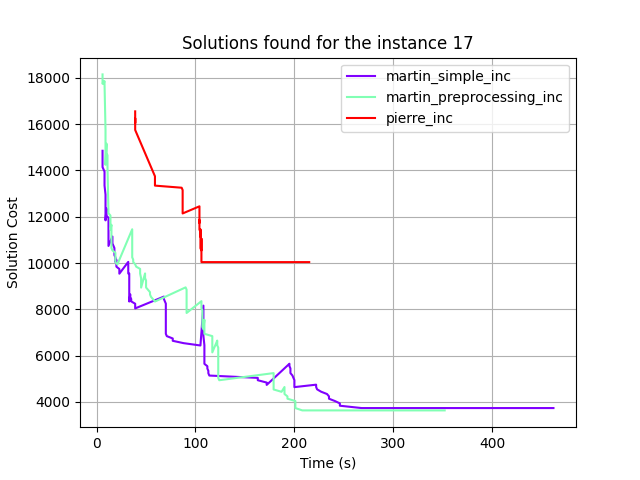 Solutions found for the instance 17
martin_simple_inc
martin_preprocessing_inc
pierre_inc
18000
16000
14000
12000
10000
8000
6000
4000
Solution Cost
0 100 200 300 400
Time (s)